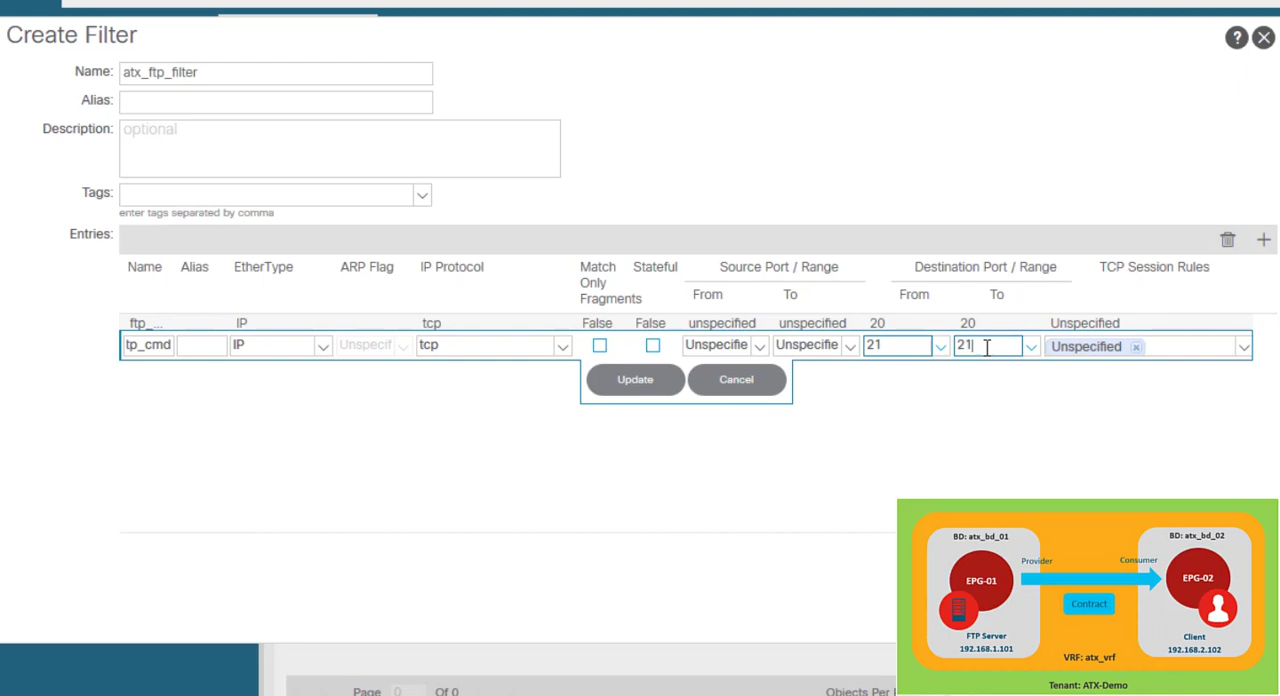 Create Filter
Name: atx_ftp_filter
Alias:
Description: optional
Tags:
enter tags separated by comma
Entries:
Name Alias EtherType ARP Flag IP Protocol Match Only Fragments Stateful Source Port / Range Destination Port / Range TCP Session Rules
From To From To
ftp_... IP tcp False False unspecified unspecified 20 20 Unspecified
tp_cmd IP Unspecif tcp Unspecifie Unspecifie 21 21 Unspecified
Update Cancel
BD: atx_bd_01 BD: atx_bd_02
Provider Consumer
EPG-01 EPG-02
Contract
FTP Server Client
192.168.1.101 192.168.2.102
VRF: atx_vrf
Tenant: ATX-Demo
Page 0 Of 0 Objects Per